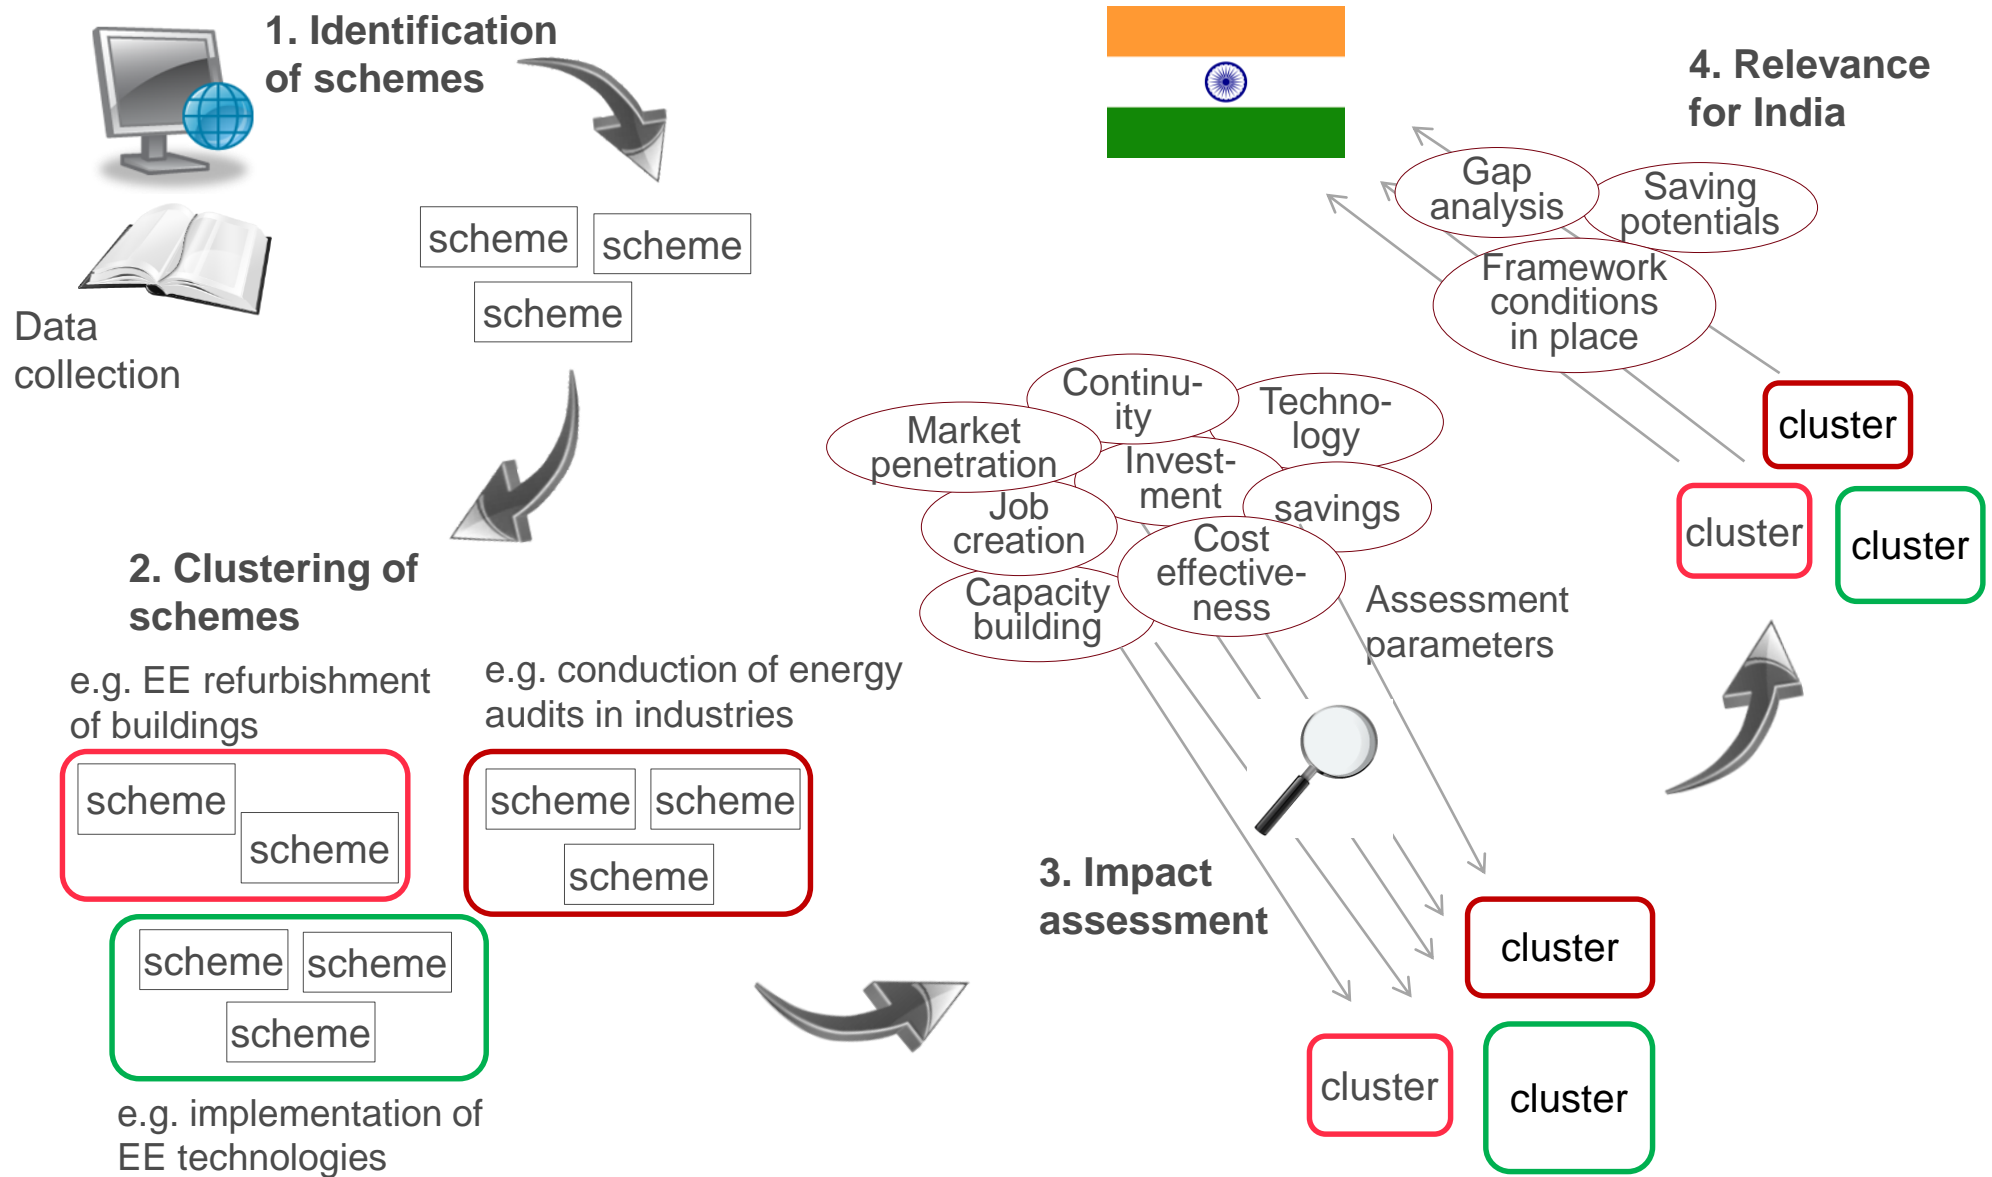 1. Identification
of schemes
Data
collection
scheme
scheme
scheme
2. Clustering of
schemes
e.g. EE refurbishment
of buildings
scheme
scheme
e.g. conduction of energy
audits in industries
scheme
scheme
scheme
scheme
scheme
scheme
e.g. implementation of
EE technologies
Continu-
ity
Techno-
logy
Market
penetration
Invest-
ment
savings
Job
creation
Cost
effective-
ness
Capacity
building
Assessment
parameters
3. Impact
assessment
cluster
cluster
cluster
4. Relevance
for India
Gap
analysis
Saving
potentials
Framework
conditions
in place
cluster
cluster
cluster